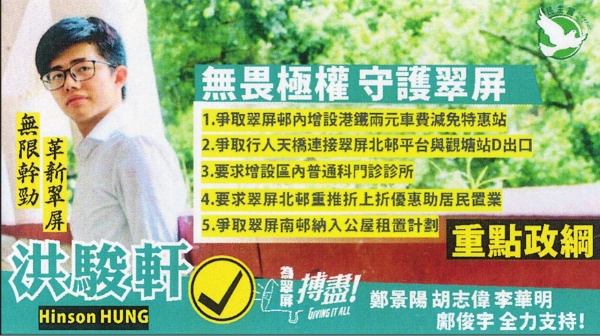 無畏極權 守護翠屏
1.爭取翠屏邨內增設港鐵兩元車費減免特惠站
2.爭取行人天橋連接翠屏北邨平台與觀塘站D出口
3.要求增設區內普通科門診診所
4.要求翠屏北邨重推折上折優惠助居民置業
5.爭取翠屏南邨納入公屋租置計劃
重點政綱
無限幹勁
革新翠屏
洪駿軒
Hinson HUNG
為翠屏
搏盡!
GIVING IT ALL
鄭景陽 胡志偉 李華明
鄺俊宇 全力支持!